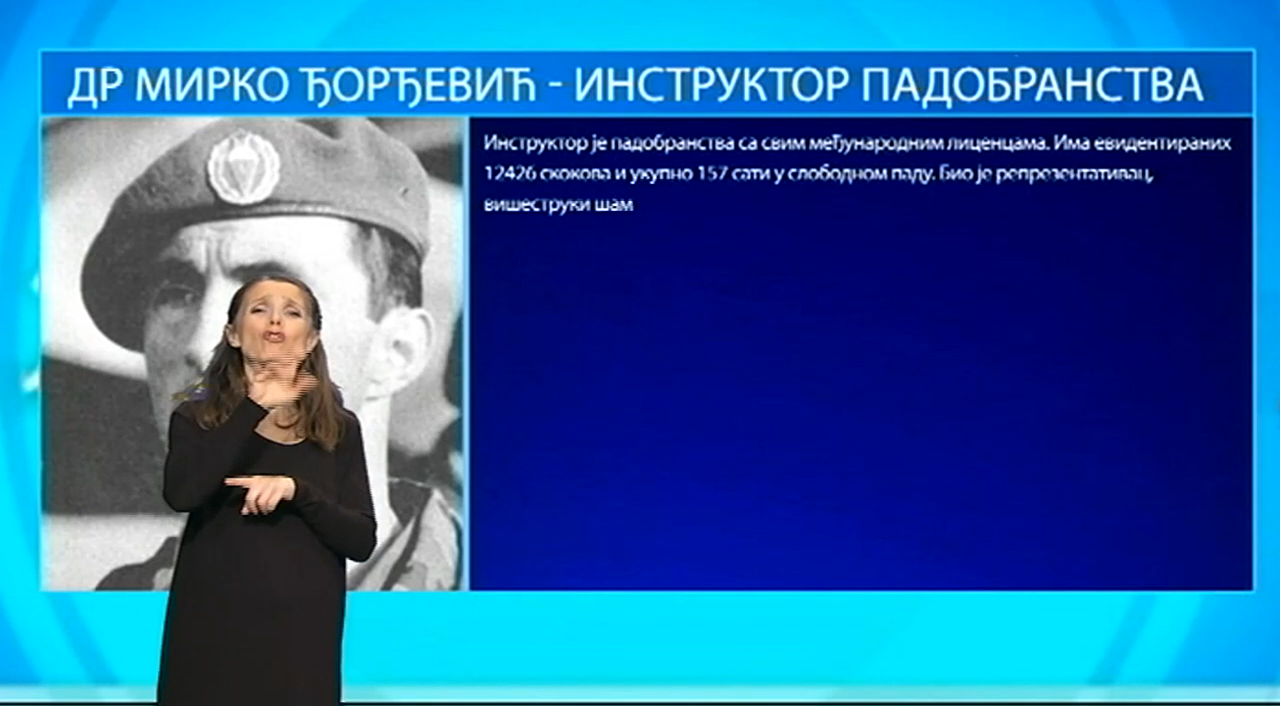 ДР МИРКО ЂОРЂЕВИЋ - ИНСТРУКТОР ПАДОБРАНСТВА
Инструктор је падобранства са свим међународним лиценцама. Има евидентираних
12426 скокова и укупно 157 сати у слободном паду. Био је репрезентативац,
вишеструки шам